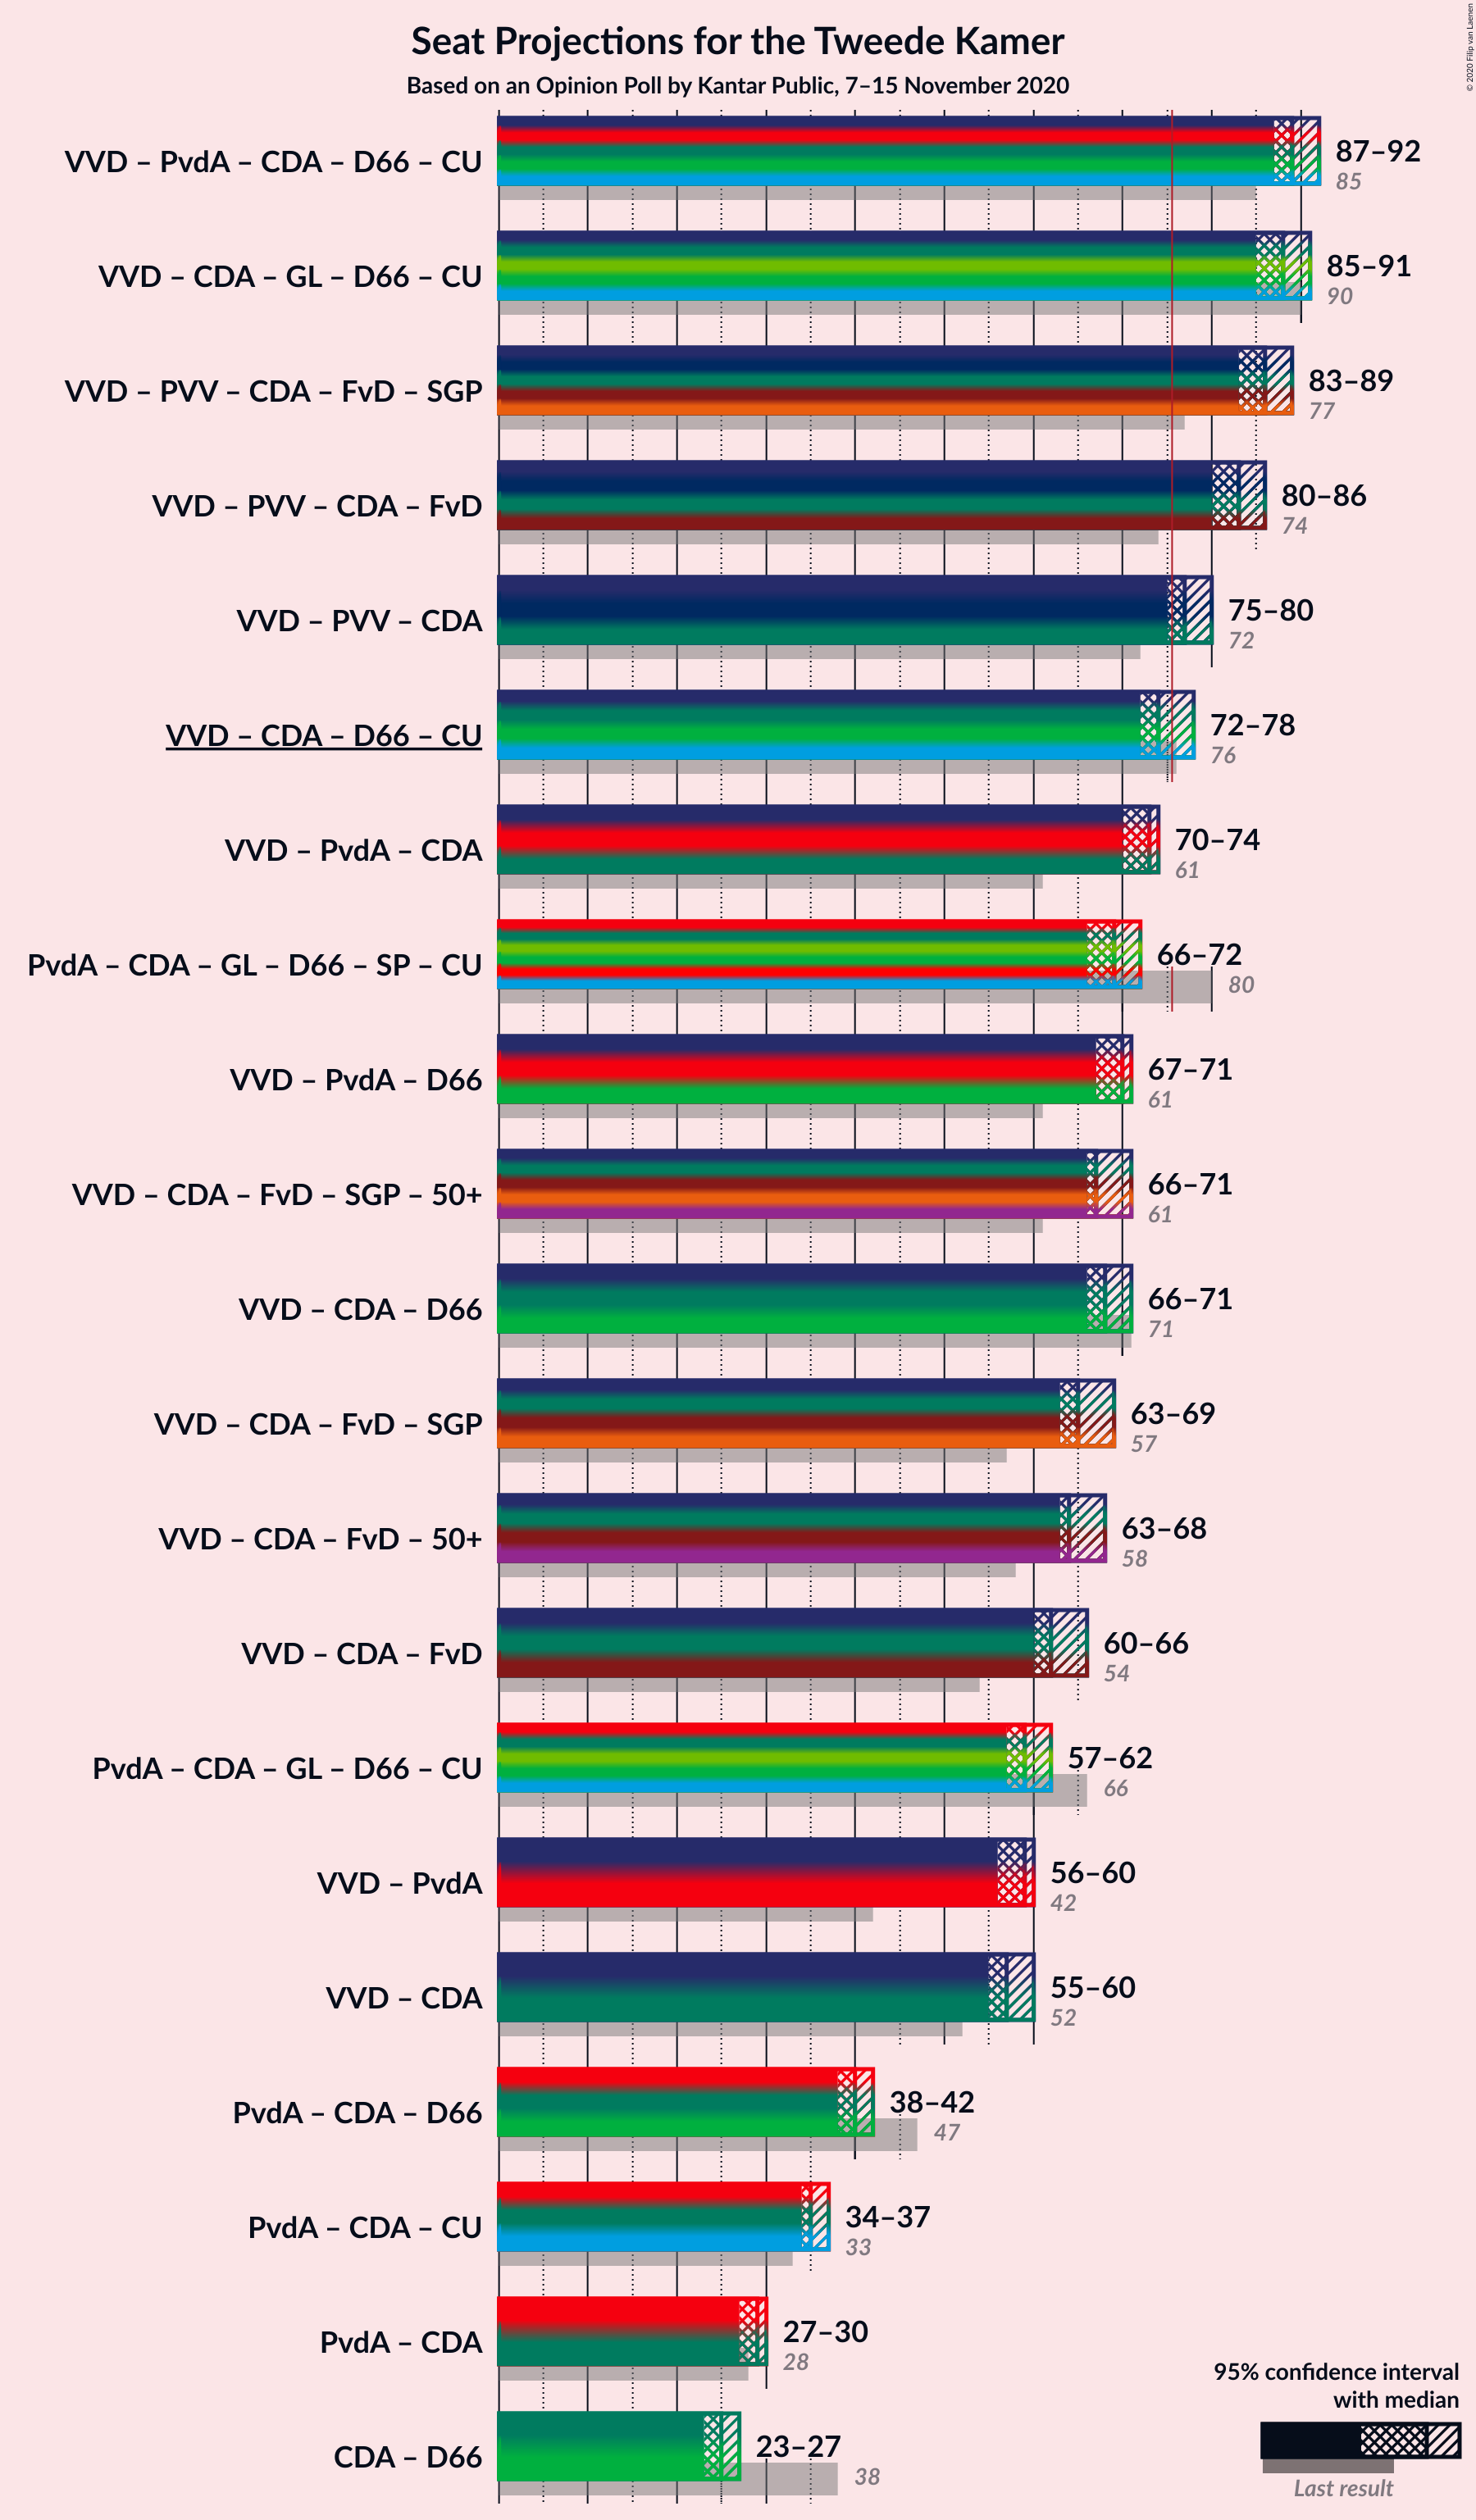 Seat Projections for the Tweede Kamer
Based on an Opinion Poll by Kantar Public, 7–15 November 2020
© 2020 Filip van Laenen
VVD – PvdA – CDA – D66 – CU
87–92
85
VVD – CDA – GL – D66 – CU
85–91
90
VVD – PVV – CDA – FvD – SGP
83–89
77
VVD – PVV – CDA – FvD
80–86
74
VVD – PVV – CDA
75–80
72
VVD – CDA – D66 – CU
72–78
76
VVD – PvdA – CDA
70–74
61
PvdA – CDA – GL – D66 – SP – CU
66–72
80
VVD – PvdA – D66
67–71
61
VVD – CDA – FvD – SGP – 50+
66–71
61
VVD – CDA – D66
66–71
71
VVD – CDA – FvD – SGP
63–69
57
VVD – CDA – FvD – 50+
63–68
58
VVD – CDA – FvD
60–66
54
PvdA – CDA – GL – D66 – CU
57–62
66
VVD – PvdA
56–60
42
VVD – CDA
55–60
52
PvdA – CDA – D66
38–42
47
PvdA – CDA – CU
34–37
33
PvdA – CDA
27–30
28
CDA – D66
23–27
38
95% confidence interval
with median
Last result